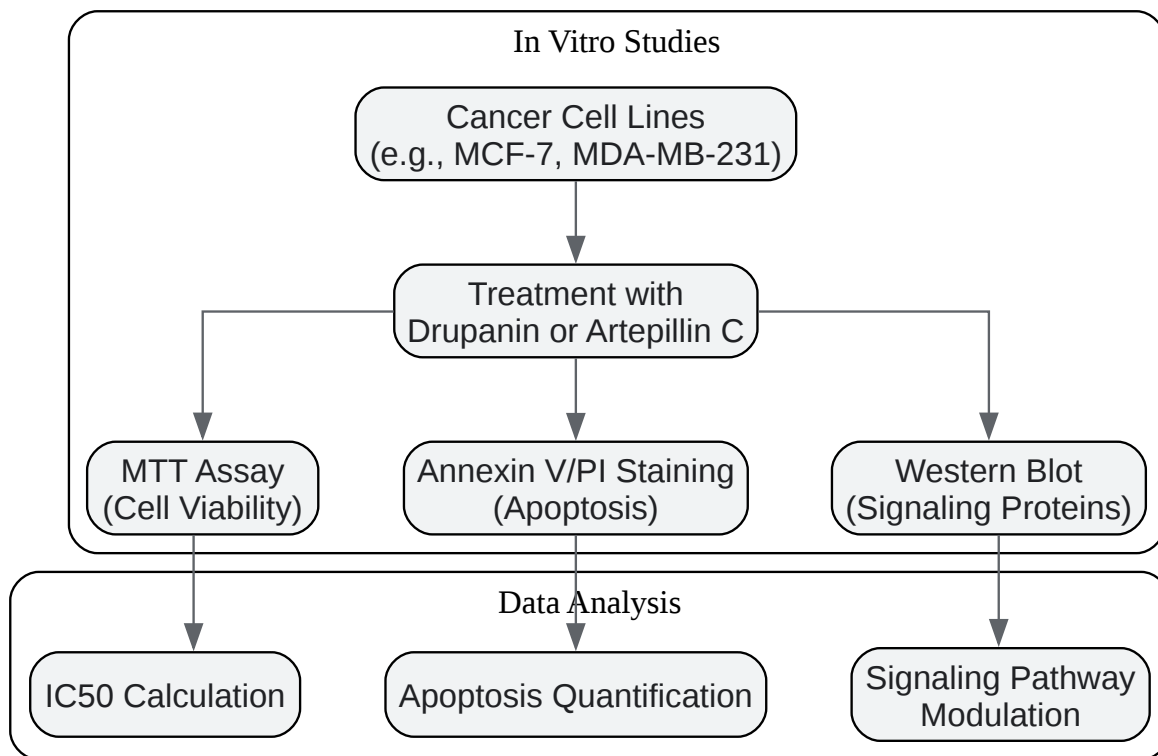 In Vitro Studies
Cancer Cell Lines
(e.g., MCF-7, MDA-MB-231)
Treatment with
Drupanin or Artepillin C
MTT Assay
(Cell Viability)
Annexin V/PI Staining
(Apoptosis)
Western Blot
(Signaling Proteins)
Data Analysis
IC50 Calculation
Apoptosis Quantification
Signaling Pathway
Modulation